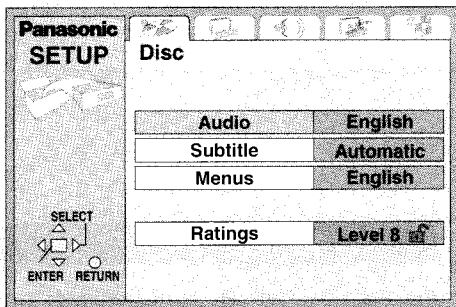 Panasonic
SETUP
Disc
Audio English
Subtitle Automatic
Menus English
Ratings Level 8
SELECT
ENTER RETURN